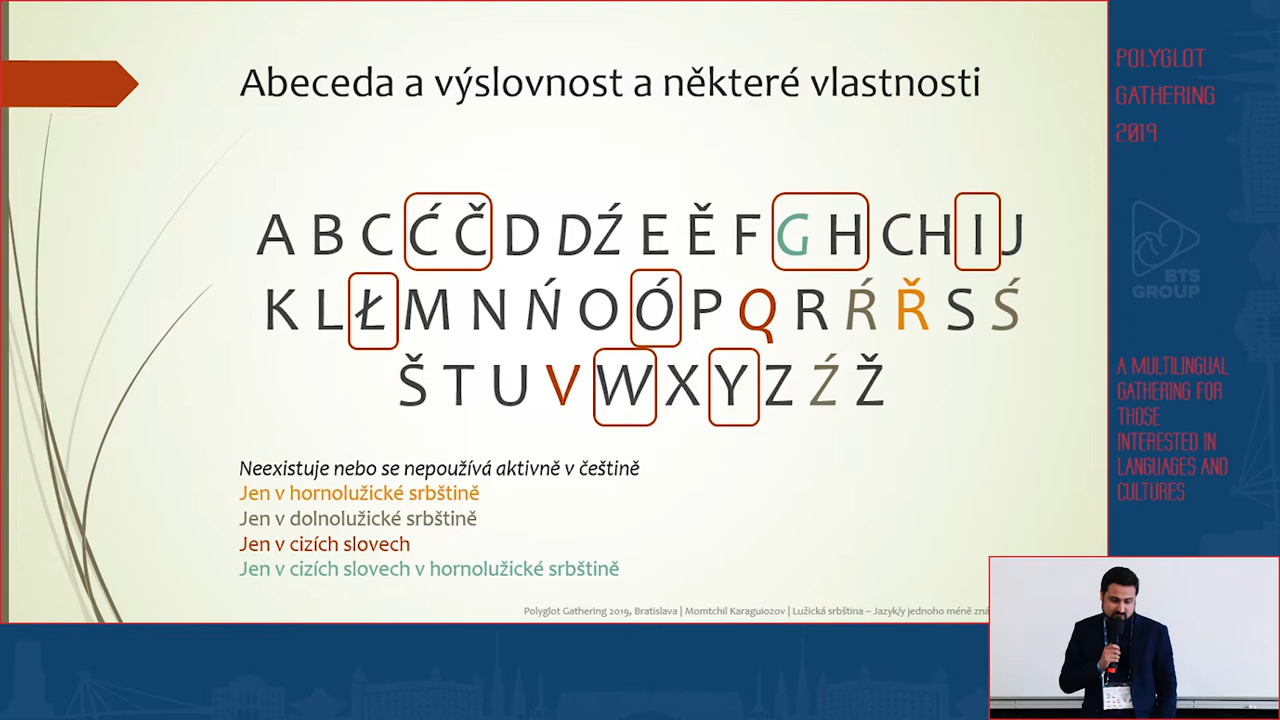 Abeceda a výslovnost a některé vlastnosti
A B C Ć Č D DŹ E Ě F G H CH I J
K L Ł M N Ń O Ó P Q R Ŕ Ř S Ś
Š T U V W X Y Z Ź Ž
Neexistuje nebo se nepoužívá aktivně v češtině
Jen v hornolužické srbštině
Jen v dolnolužické srbštině
Jen v cizích slovech
Jen v cizích slovech v hornolužické srbštině
Polyglot Gathering 2019, Bratislava | Momtchil Karaguiozov | Lužická srbština – Jazyk/y jednoho méně
POLYGLOT
GATHERING
2019
BTS
GROUP
A MULTILINGUAL
GATHERING FOR
THOSE
INTERESTED IN
LANGUAGES AND
CULTURES